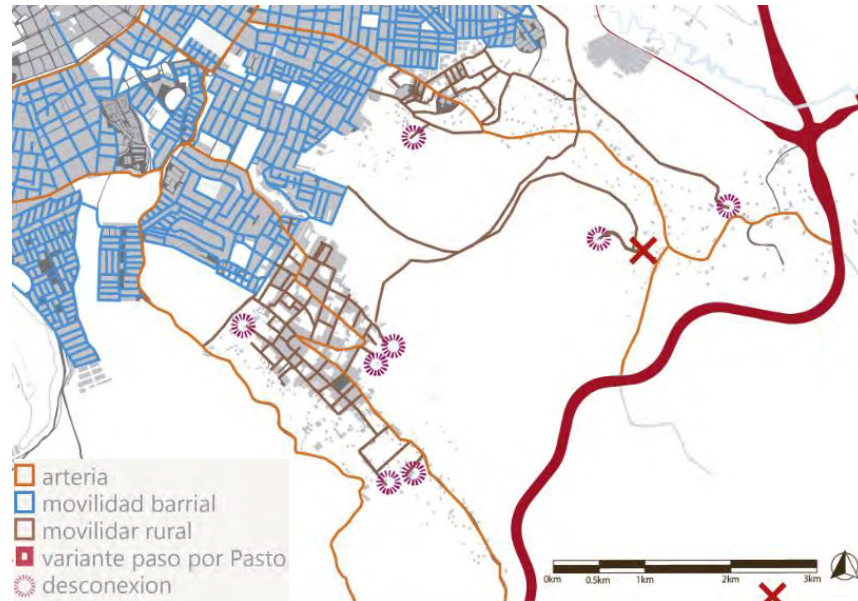 arteria
movilidad barrial
movilidar rural
variante paso por Pasto
desconexion
0km 0.5km 1km 2km 3km